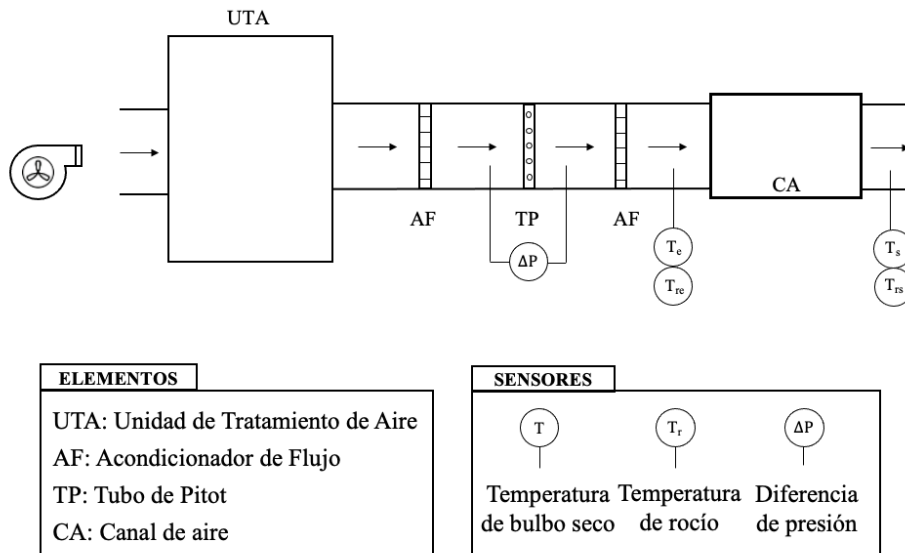 UTA
CA
AF
TP
AF
ΔP
Te
Tre
Ts
Trs
ELEMENTOS
UTA: Unidad de Tratamiento de Aire
AF: Acondicionador de Flujo
TP: Tubo de Pitot
CA: Canal de aire
SENSORES
T
Tr
ΔP
Temperatura
de bulbo seco
Temperatura
de rocío
Diferencia
de presión